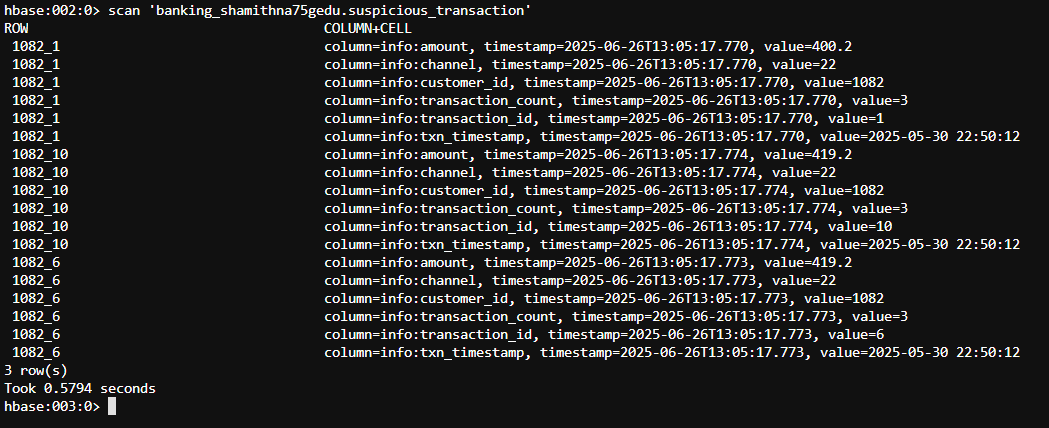 hbase:002:0> scan 'banking_shamithna75gedu.suspicious_transaction'
ROW COLUMN+CELL
1082_1 column=info:amount, timestamp=2025-06-26T13:05:17.770, value=400.2
1082_1 column=info:channel, timestamp=2025-06-26T13:05:17.770, value=22
1082_1 column=info:customer_id, timestamp=2025-06-26T13:05:17.770, value=1082
1082_1 column=info:transaction_count, timestamp=2025-06-26T13:05:17.770, value=3
1082_1 column=info:transaction_id, timestamp=2025-06-26T13:05:17.770, value=1
1082_1 column=info:txn_timestamp, timestamp=2025-06-26T13:05:17.770, value=2025-05-30 22:50:12
1082_10 column=info:amount, timestamp=2025-06-26T13:05:17.774, value=419.2
1082_10 column=info:channel, timestamp=2025-06-26T13:05:17.774, value=22
1082_10 column=info:customer_id, timestamp=2025-06-26T13:05:17.774, value=1082
1082_10 column=info:transaction_count, timestamp=2025-06-26T13:05:17.774, value=3
1082_10 column=info:transaction_id, timestamp=2025-06-26T13:05:17.774, value=10
1082_10 column=info:txn_timestamp, timestamp=2025-06-26T13:05:17.774, value=2025-05-30 22:50:12
1082_6 column=info:amount, timestamp=2025-06-26T13:05:17.773, value=419.2
1082_6 column=info:channel, timestamp=2025-06-26T13:05:17.773, value=22
1082_6 column=info:customer_id, timestamp=2025-06-26T13:05:17.773, value=1082
1082_6 column=info:transaction_count, timestamp=2025-06-26T13:05:17.773, value=3
1082_6 column=info:transaction_id, timestamp=2025-06-26T13:05:17.773, value=6
1082_6 column=info:txn_timestamp, timestamp=2025-06-26T13:05:17.773, value=2025-05-30 22:50:12
3 row(s)
Took 0.5794 seconds
hbase:003:0>